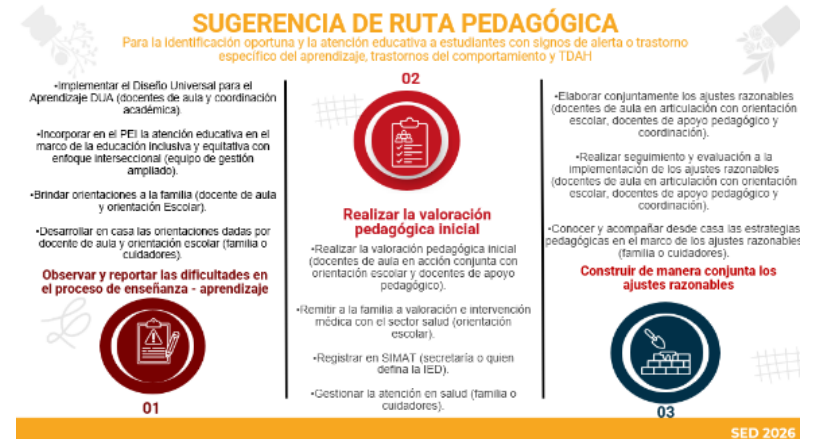 SUGERENCIA DE RUTA PEDAGÓGICA
Para la identificación oportuna y la atención educativa a estudiantes con signos de alerta o trastorno
específico del aprendizaje, trastornos del comportamiento y TDAH
•Implementar el Diseño Universal para el
Aprendizaje DUA (docentes de aula y coordinación
académica).
•Incorporar en el PEI la atención educativa en el
marco de la educación inclusiva y equitativa con
enfoque interseccional (equipo de gestión
ampliado).
•Brindar orientaciones a la familia (docente de aula
y orientación Escolar).
•Desarrollar en casa las orientaciones dadas por
docente de aula y orientación escolar (familia o
cuidadores).
Observar y reportar las dificultades en
el proceso de enseñanza - aprendizaje
01
02
Realizar la valoración
pedagógica inicial
•Realizar la valoración pedagógica inicial
(docentes de aula en acción conjunta con
orientación escolar y docentes de apoyo
pedagógico).
•Remitir a la familia a valoración e intervención
médica con el sector salud (orientación
escolar).
•Registrar en SIMAT (secretaría o quien
defina la IED).
•Gestionar la atención en salud (familia o
cuidadores).
•Elaborar conjuntamente los ajustes razonables
(docentes de aula en articulación con orientación
escolar, docentes de apoyo pedagógico y
coordinación).
•Realizar seguimiento y evaluación a la
implementación de los ajustes razonables
(docentes de aula en articulación con orientación
escolar, docentes de apoyo pedagógico y
coordinación).
•Conocer y acompañar desde casa las estrategias
pedagógicas en el marco de los ajustes razonables
(familia o cuidadores).
Construir de manera conjunta los
ajustes razonables
03
SED 2026